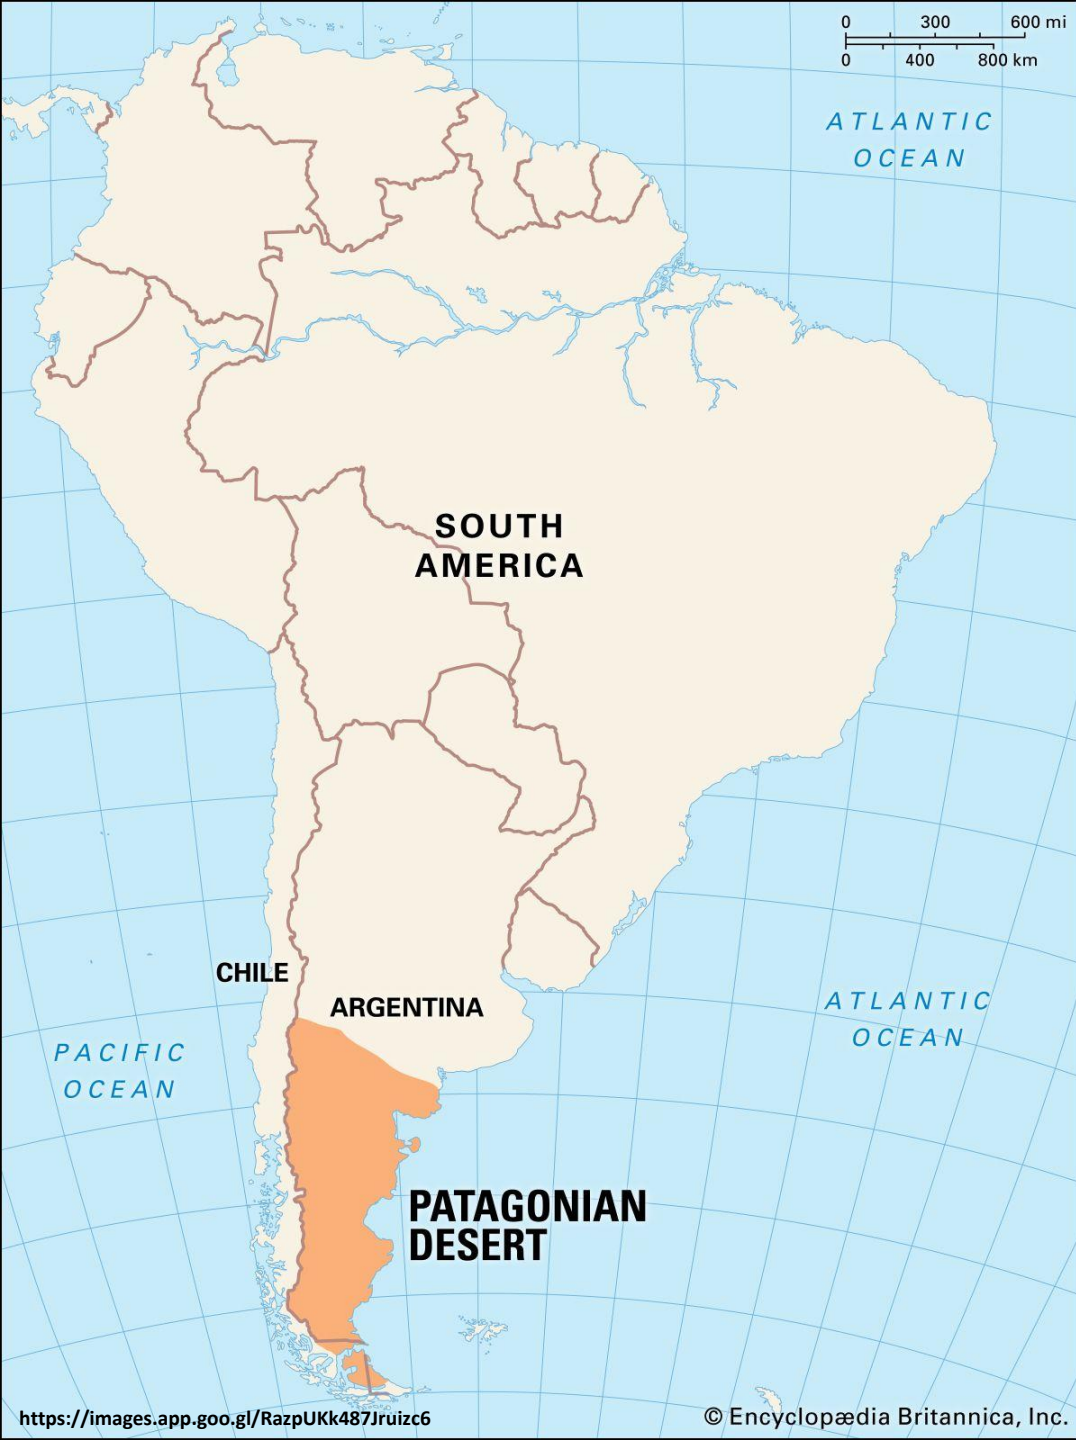 0 300 600 mi
0 400 800 km
ATLANTIC
OCEAN
SOUTH
AMERICA
CHILE
ARGENTINA
ATLANTIC
OCEAN
PACIFIC
OCEAN
PATAGONIAN
DESERT
https://images.app.goo.gl/RazpUKk487Jruizc6
© Encyclopædia Britannica, Inc.